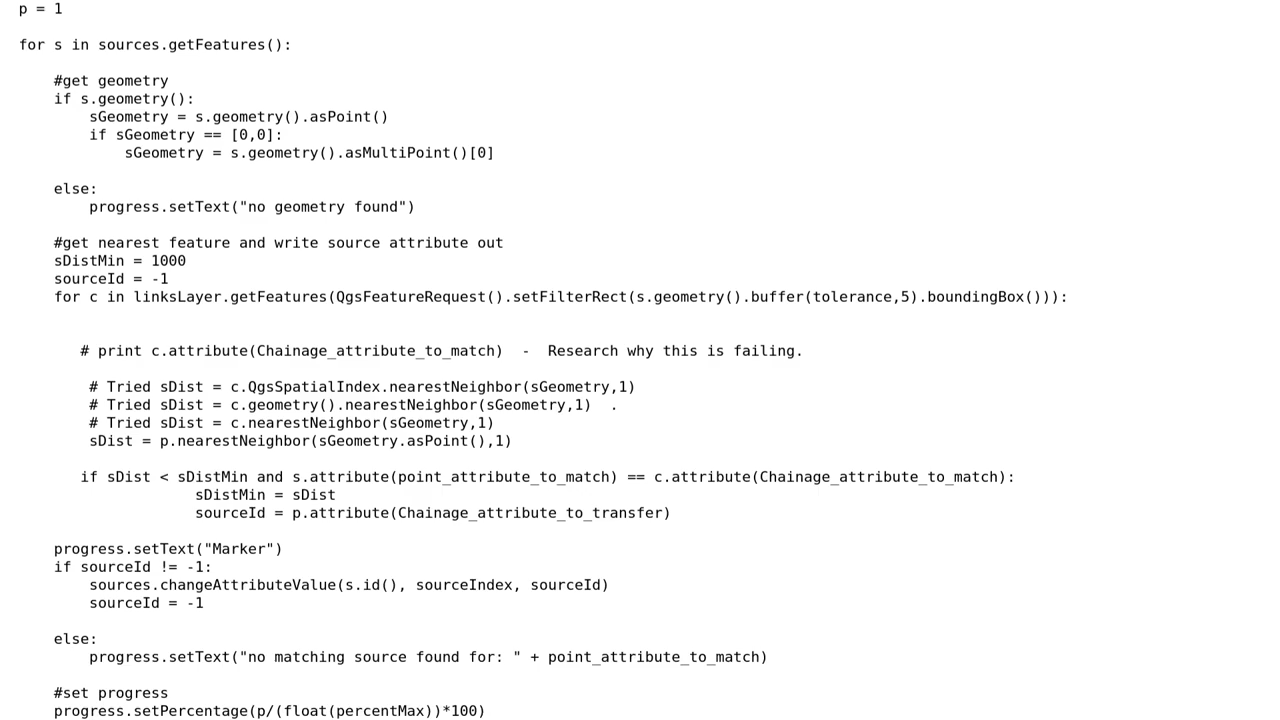 p = 1
for s in sources.getFeatures():
#get geometry
if s.geometry():
sGeometry = s.geometry().asPoint()
if sGeometry == [0,0]:
sGeometry = s.geometry().asMultiPoint()[0]
else:
progress.setText("no geometry found")
#get nearest feature and write source attribute out
sDistMin = 1000
sourceId = -1
for c in linksLayer.getFeatures(QgsFeatureRequest().setFilterRect(s.geometry().buffer(tolerance,5).boundingBox())):
# print c.attribute(Chainage_attribute_to_match)  -  Research why this is failing.
# Tried sDist = c.QgsSpatialIndex.nearestNeighbor(sGeometry,1)
# Tried sDist = c.geometry().nearestNeighbor(sGeometry,1)  .
# Tried sDist = c.nearestNeighbor(sGeometry,1)
sDist = p.nearestNeighbor(sGeometry.asPoint(),1)
if sDist < sDistMin and s.attribute(point_attribute_to_match) == c.attribute(Chainage_attribute_to_match):
sDistMin = sDist
sourceId = p.attribute(Chainage_attribute_to_transfer)
progress.setText("Marker")
if sourceId != -1:
sources.changeAttributeValue(s.id(), sourceIndex, sourceId)
sourceId = -1
else:
progress.setText("no matching source found for: " + point_attribute_to_match)
#set progress
progress.setPercentage(p/(float(percentMax))*100)